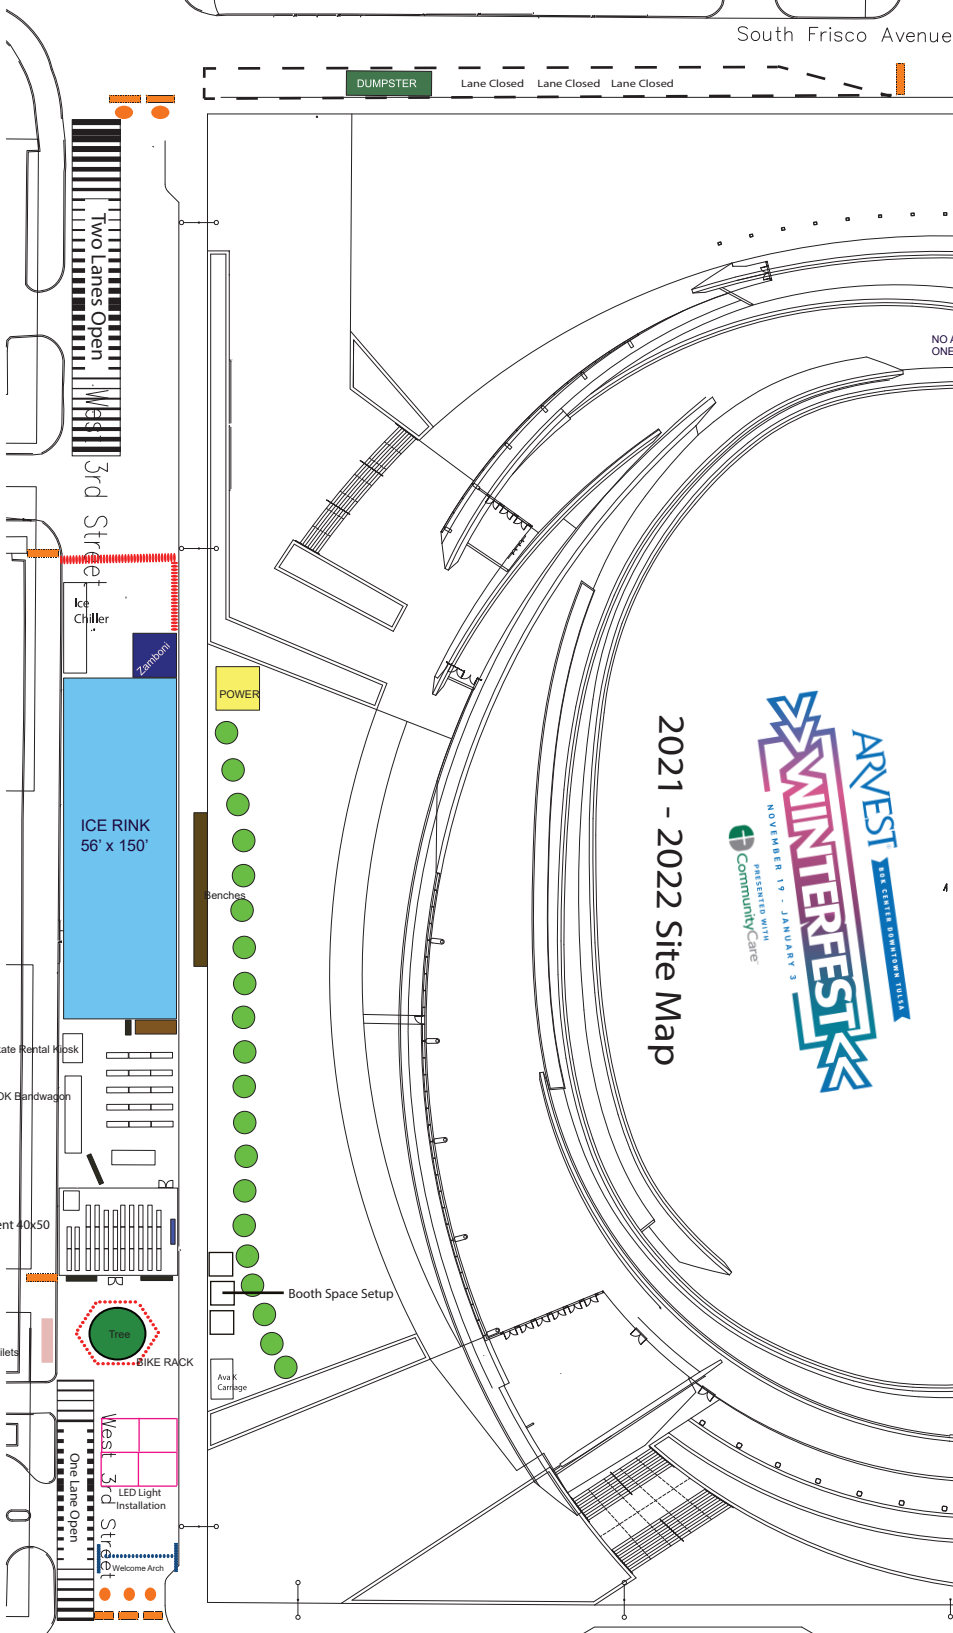 South Frisco Avenue
DUMPSTER
Lane Closed Lane Closed Lane Closed
Two Lanes Open
West 3rd Street
NO A
ONE
Ice
Chiller
Zamboni
POWER
ICE RINK
56' x 150'
Benches
2021 - 2022 Site Map
ARVEST
WINTERFEST
BOK CENTER DOWNTOWN TULSA
NOVEMBER 19 - JANUARY 3
PRESENTED WITH
CommunityCare
ate Rental Kiosk
OK Bandwagon
ent 40x50
Booth Space Setup
Tree
ilets
BIKE RACK
Ava K
Carriage
West 3rd Street
One Lane Open
LED Light
Installation
Welcome Arch